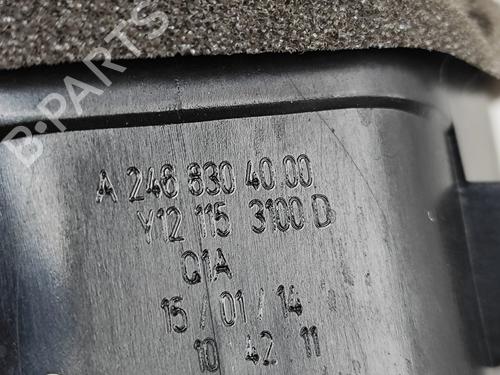 B-PARTS
A 246 830 40 00
Y12 115 3100 D
C1A
15/01/14
10 42 11